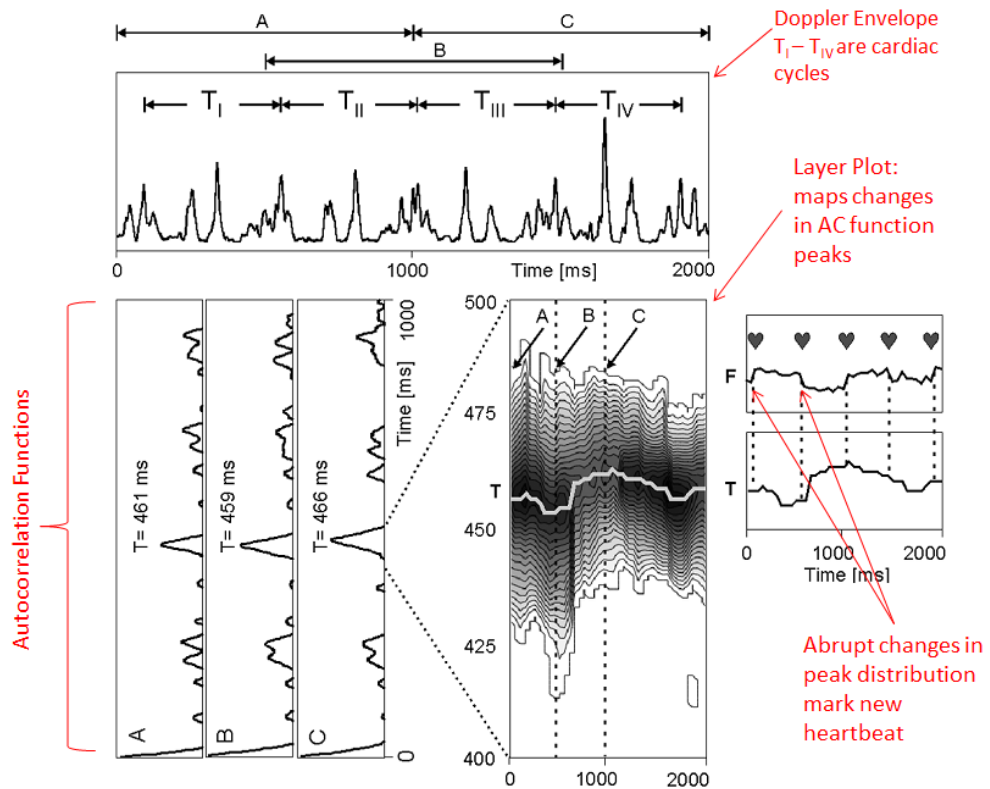 A
C
B
Doppler Envelope
T_I – T_IV are cardiac
cycles
T_I
T_II
T_III
T_IV
0
1000
Time [ms]
2000
Layer Plot:
maps changes
in AC function
peaks
Autocorrelation Functions
T= 461 ms
A
T= 459 ms
B
T= 466 ms
C
1000
Time [ms]
0
500
475
T
450
425
400
A
B
C
0
1000
2000
F
T
0
1000
2000
Time [ms]
Abrupt changes in
peak distribution
mark new
heartbeat